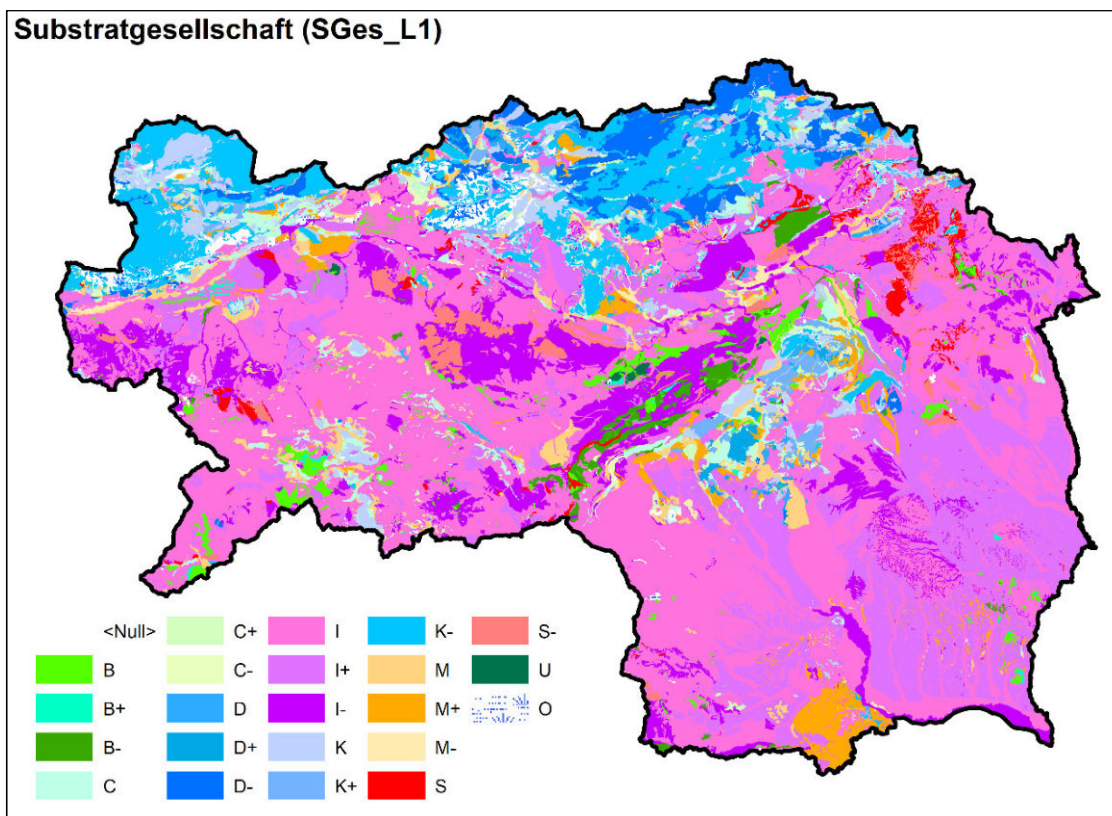 Substratgesellschaft (SGes_L1)
<Null> C+ I K- S-
B C- I+ M U
B+ D I- M+ O
B- D+ K M-
C D- K+ S